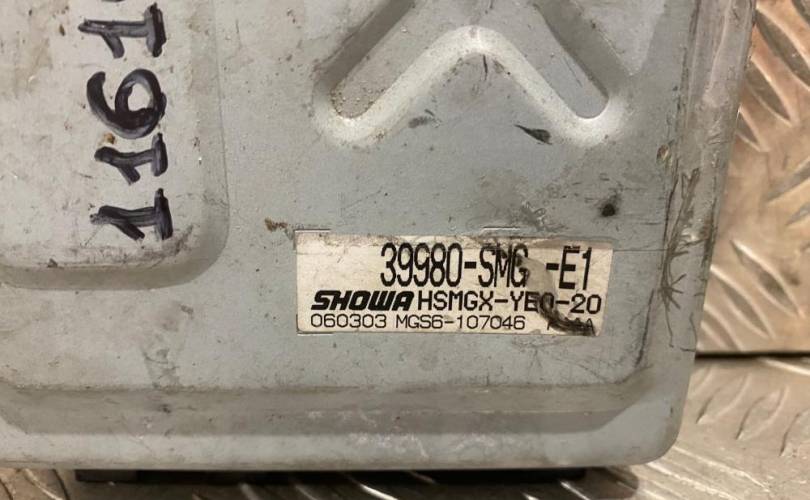 39980-SMG -E1
SHOWA HSMGX-YE0-20
060303 MGS6-107046